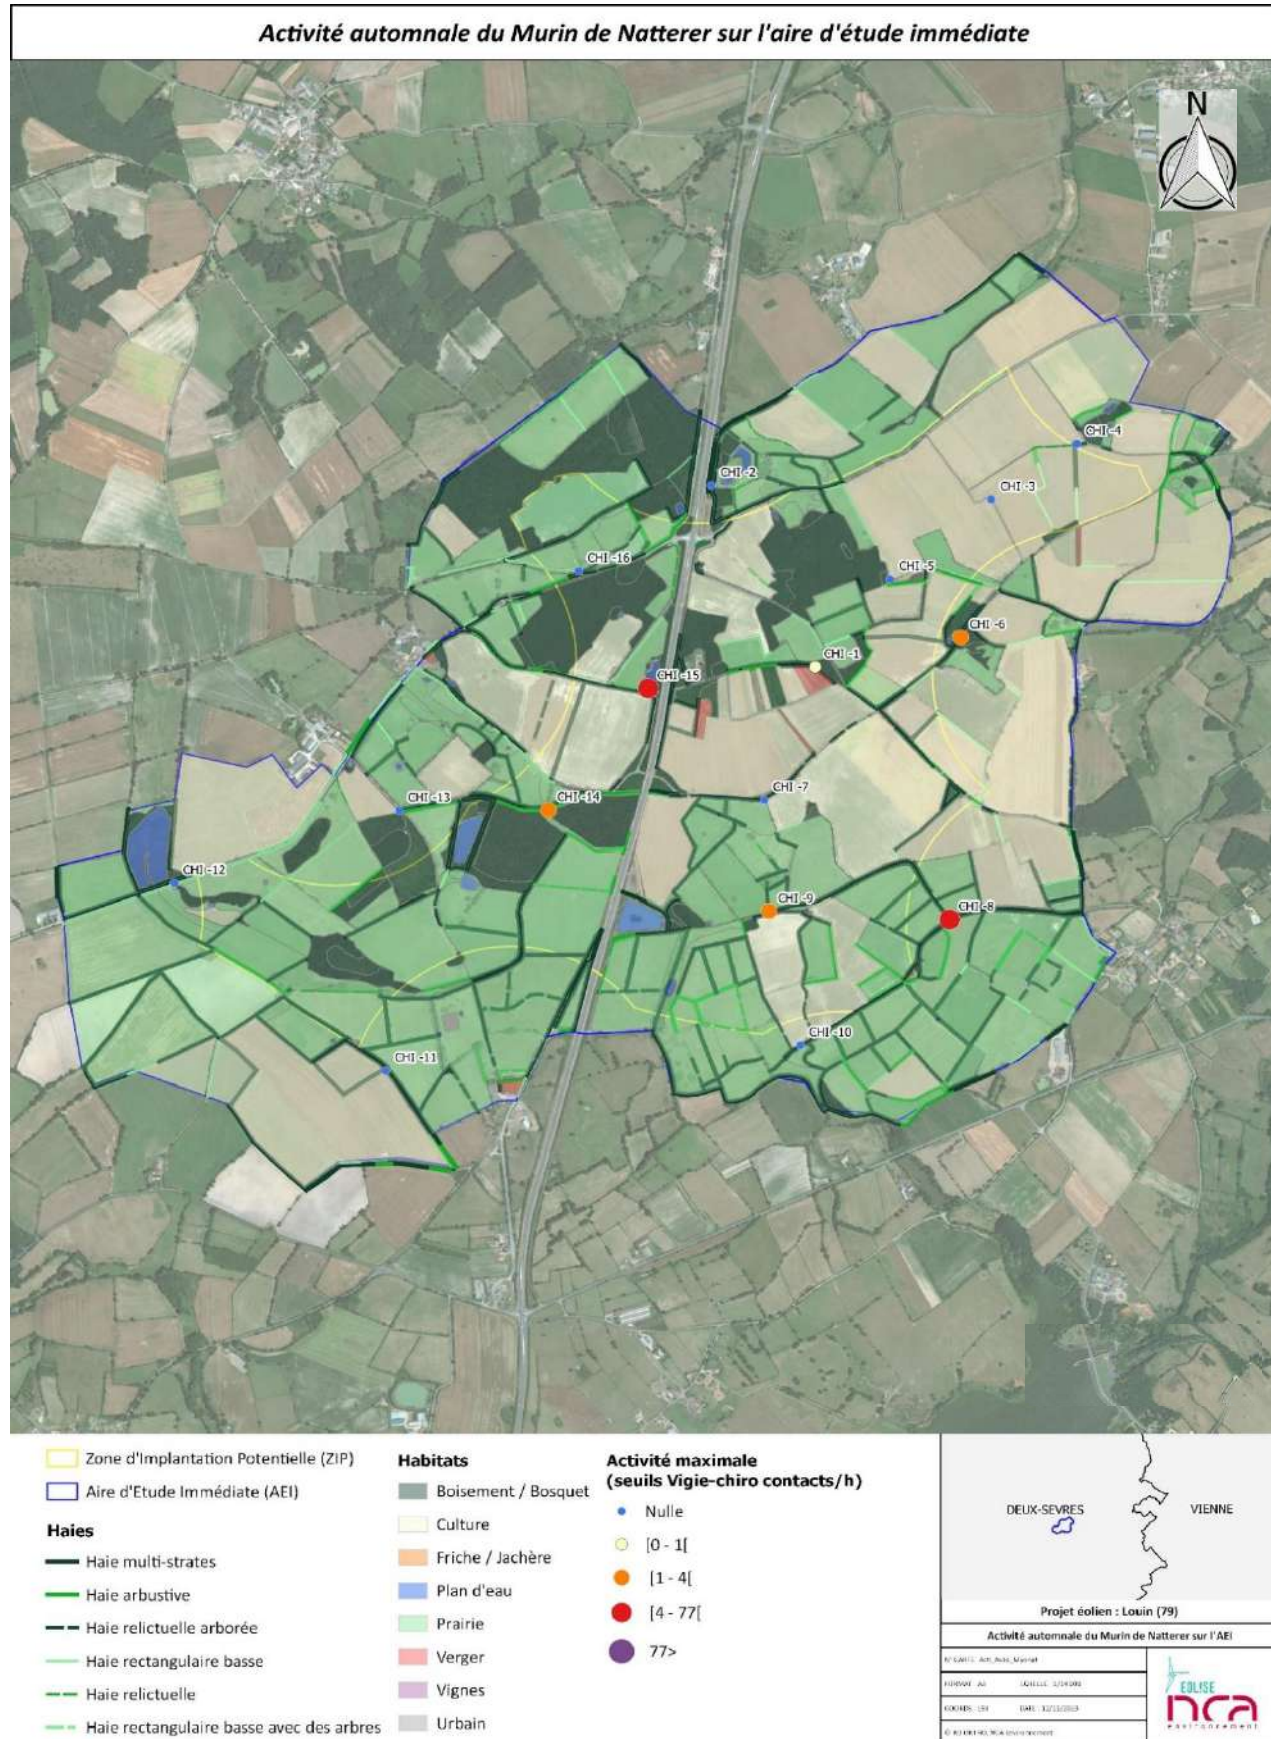 Activité automnale du Murin de Natterer sur l'aire d'étude immédiate
N
CHI -4
CHI -2
CHI -3
CHI -16
CHI -5
CHI -6
CHI -1
CHI -15
CHI -7
CHI -13
CHI -14
CHI -12
CHI -9
CHI -8
CHI -10
CHI -11
Zone d'Implantation Potentielle (ZIP)
Aire d'Etude Immédiate (AEI)
Haies
Haie multi-strates
Haie arbustive
Haie relictuelle arborée
Haie rectangulaire basse
Haie relictuelle
Haie rectangulaire basse avec des arbres
Habitats
Boisement / Bosquet
Culture
Friche / Jachère
Plan d'eau
Prairie
Verger
Vignes
Urbain
Activité maximale
(seuils Vigie-chiro contacts/h)
Nulle
[0 - 1[
[1 - 4[
[4 - 77[
77>
DEUX-SEVRES
VIENNE
Projet éolien : Louin (79)
Activité automnale du Murin de Natterer sur l'AEI
EOLISE
nca
environnement